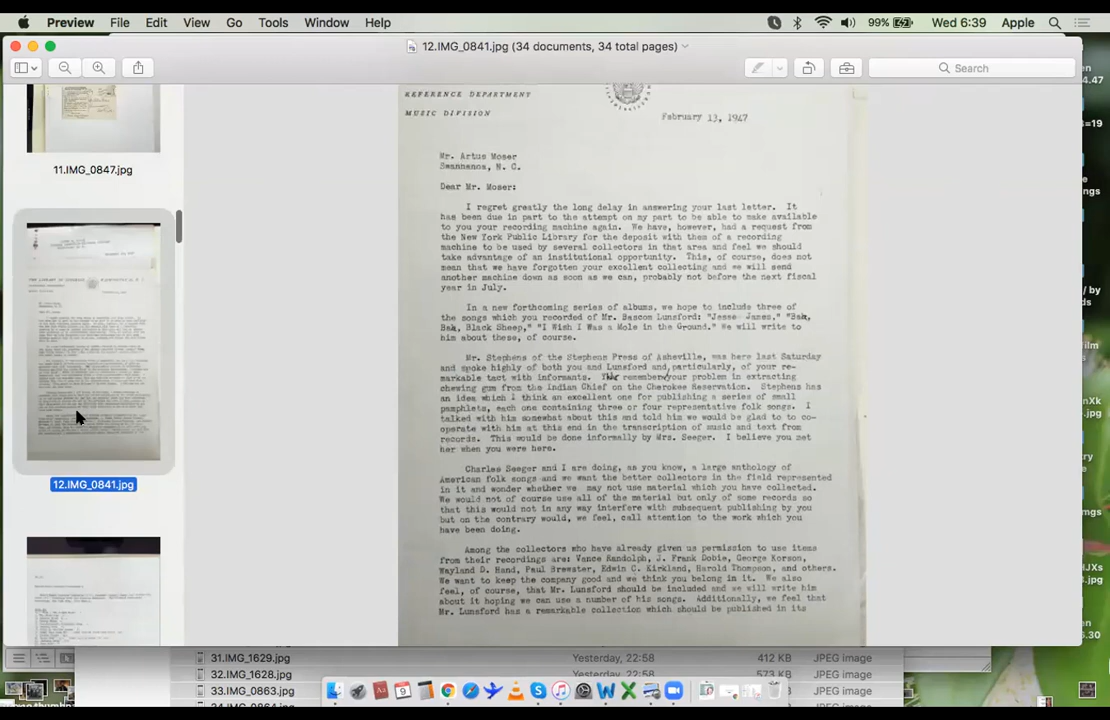 Preview File Edit View Go Tools Window Help 99% Wed 6:39 Apple
12.IMG_0841.jpg (34 documents, 34 total pages)
Search
11.IMG_0847.jpg
12.IMG_0841.jpg
REFERENCE DEPARTMENT
MUSIC DIVISION
February 13, 1947
Mr. Artus Moser
Swannanoa, N. C.
Dear Mr. Moser:
I regret greatly the long delay in answering your last letter. It
has been due in part to the attempt on my part to be able to make available
to you your recording machine again. We have, however, had a request from
the New York Public Library for the deposit with them of a recording
machine to be used by several collectors in that area and feel we should
take advantage of an institutional opportunity. This, of course, does not
mean that we have forgotten your excellent collecting and we will send
another machine down as soon as we can, probably not before the next fiscal
year in July.
In a new forthcoming series of albums, we hope to include three of
the songs which you recorded of Mr. Bascom Lunsford: "Jesse James," "Bah,
Bah, Black Sheep," "I Wish I Was a Mole in the Ground." We will write to
him about these, of course.
Mr. Stephens of the Stephens Press of Asheville, was here last Saturday
and spoke highly of both you and Lunsford and, particularly, of your re-
markable tact with informants. remember your problem in extracting
chewing gum from the Indian Chief on the Cherokee Reservation. Stephens has
an idea which I think an excellent one for publishing a series of small
pamphlets, each one containing three or four representative folk songs. I
talked with him somewhat about this and told him we would be glad to to co-
operate with him at this end in the transcription of music and text from
records. This would be done informally by Mrs. Seeger. I believe you met
her when you were here.
Charles Seeger and I are doing, as you know, a large anthology of
American folk songs and we want the better collectors in the field represented
in it and wonder whether we may not use material which you have collected.
We would not of course use all of the material but only of some records so
that this would not in any way interfere with subsequent publishing by you
but on the contrary would, we feel, call attention to the work which you
have been doing.
Among the collectors who have already given us permission to use items
from their recordings are: Vance Randolph, J. Frank Dobie, George Korson,
Wayland D. Hand, Paul Brewster, Edwin C. Kirkland, Harold Thompson, and others.
We want to keep the company good and we think you belong in it. We also
feel, of course, that Mr. Lunsford should be included and we will write him
about it hoping we can use a number of his songs. Additionally, we feel that
Mr. Lunsford has a remarkable collection which should be published in its
31.IMG_1629.jpg Yesterday, 22:58 412 KB JPEG image
32.IMG_1628.jpg Yesterday, 22:58 573 KB JPEG image
33.IMG_0863.jpg JPEG image